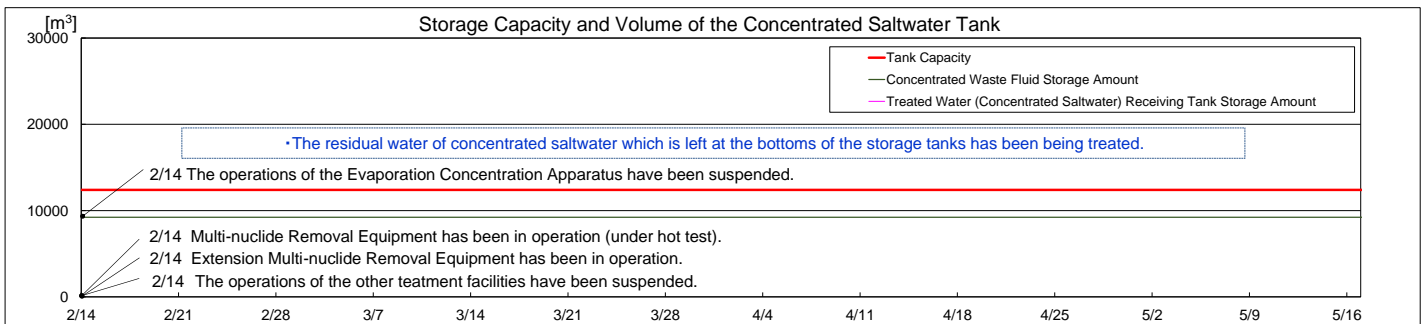 Storage Capacity and Volume of the Concentrated Saltwater Tank
[m³]
30000
20000
10000
0
Tank Capacity
Concentrated Waste Fluid Storage Amount
Treated Water (Concentrated Saltwater) Receiving Tank Storage Amount
・The residual water of concentrated saltwater which is left at the bottoms of the storage tanks has been being treated.
2/14 The operations of the Evaporation Concentration Apparatus have been suspended.
2/14 Multi-nuclide Removal Equipment has been in operation (under hot test).
2/14 Extension Multi-nuclide Removal Equipment has been in operation.
2/14 The operations of the other teatment facilities have been suspended.
2/14 2/21 2/28 3/7 3/14 3/21 3/28 4/4 4/11 4/18 4/25 5/2 5/9 5/16